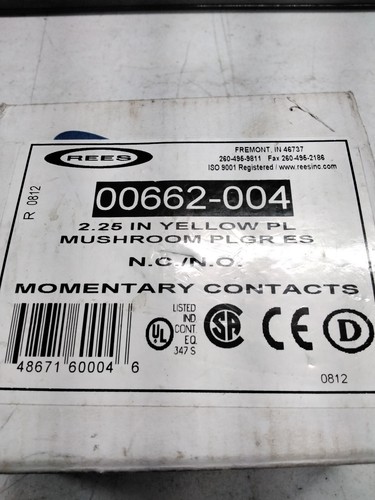 REES
FREMONT, IN 46737
260-495-9811 Fax 260-495-2186
ISO 9001 Registered / www.reesinc.com
R 0812
00662-004
2.25 IN YELLOW PL
MUSHROOM PLGR ES
N.C./N.O.
MOMENTARY CONTACTS
LISTED
IND
CONT
EQ
347 S
UL
SA
CE
D
48671 60004 6
0812